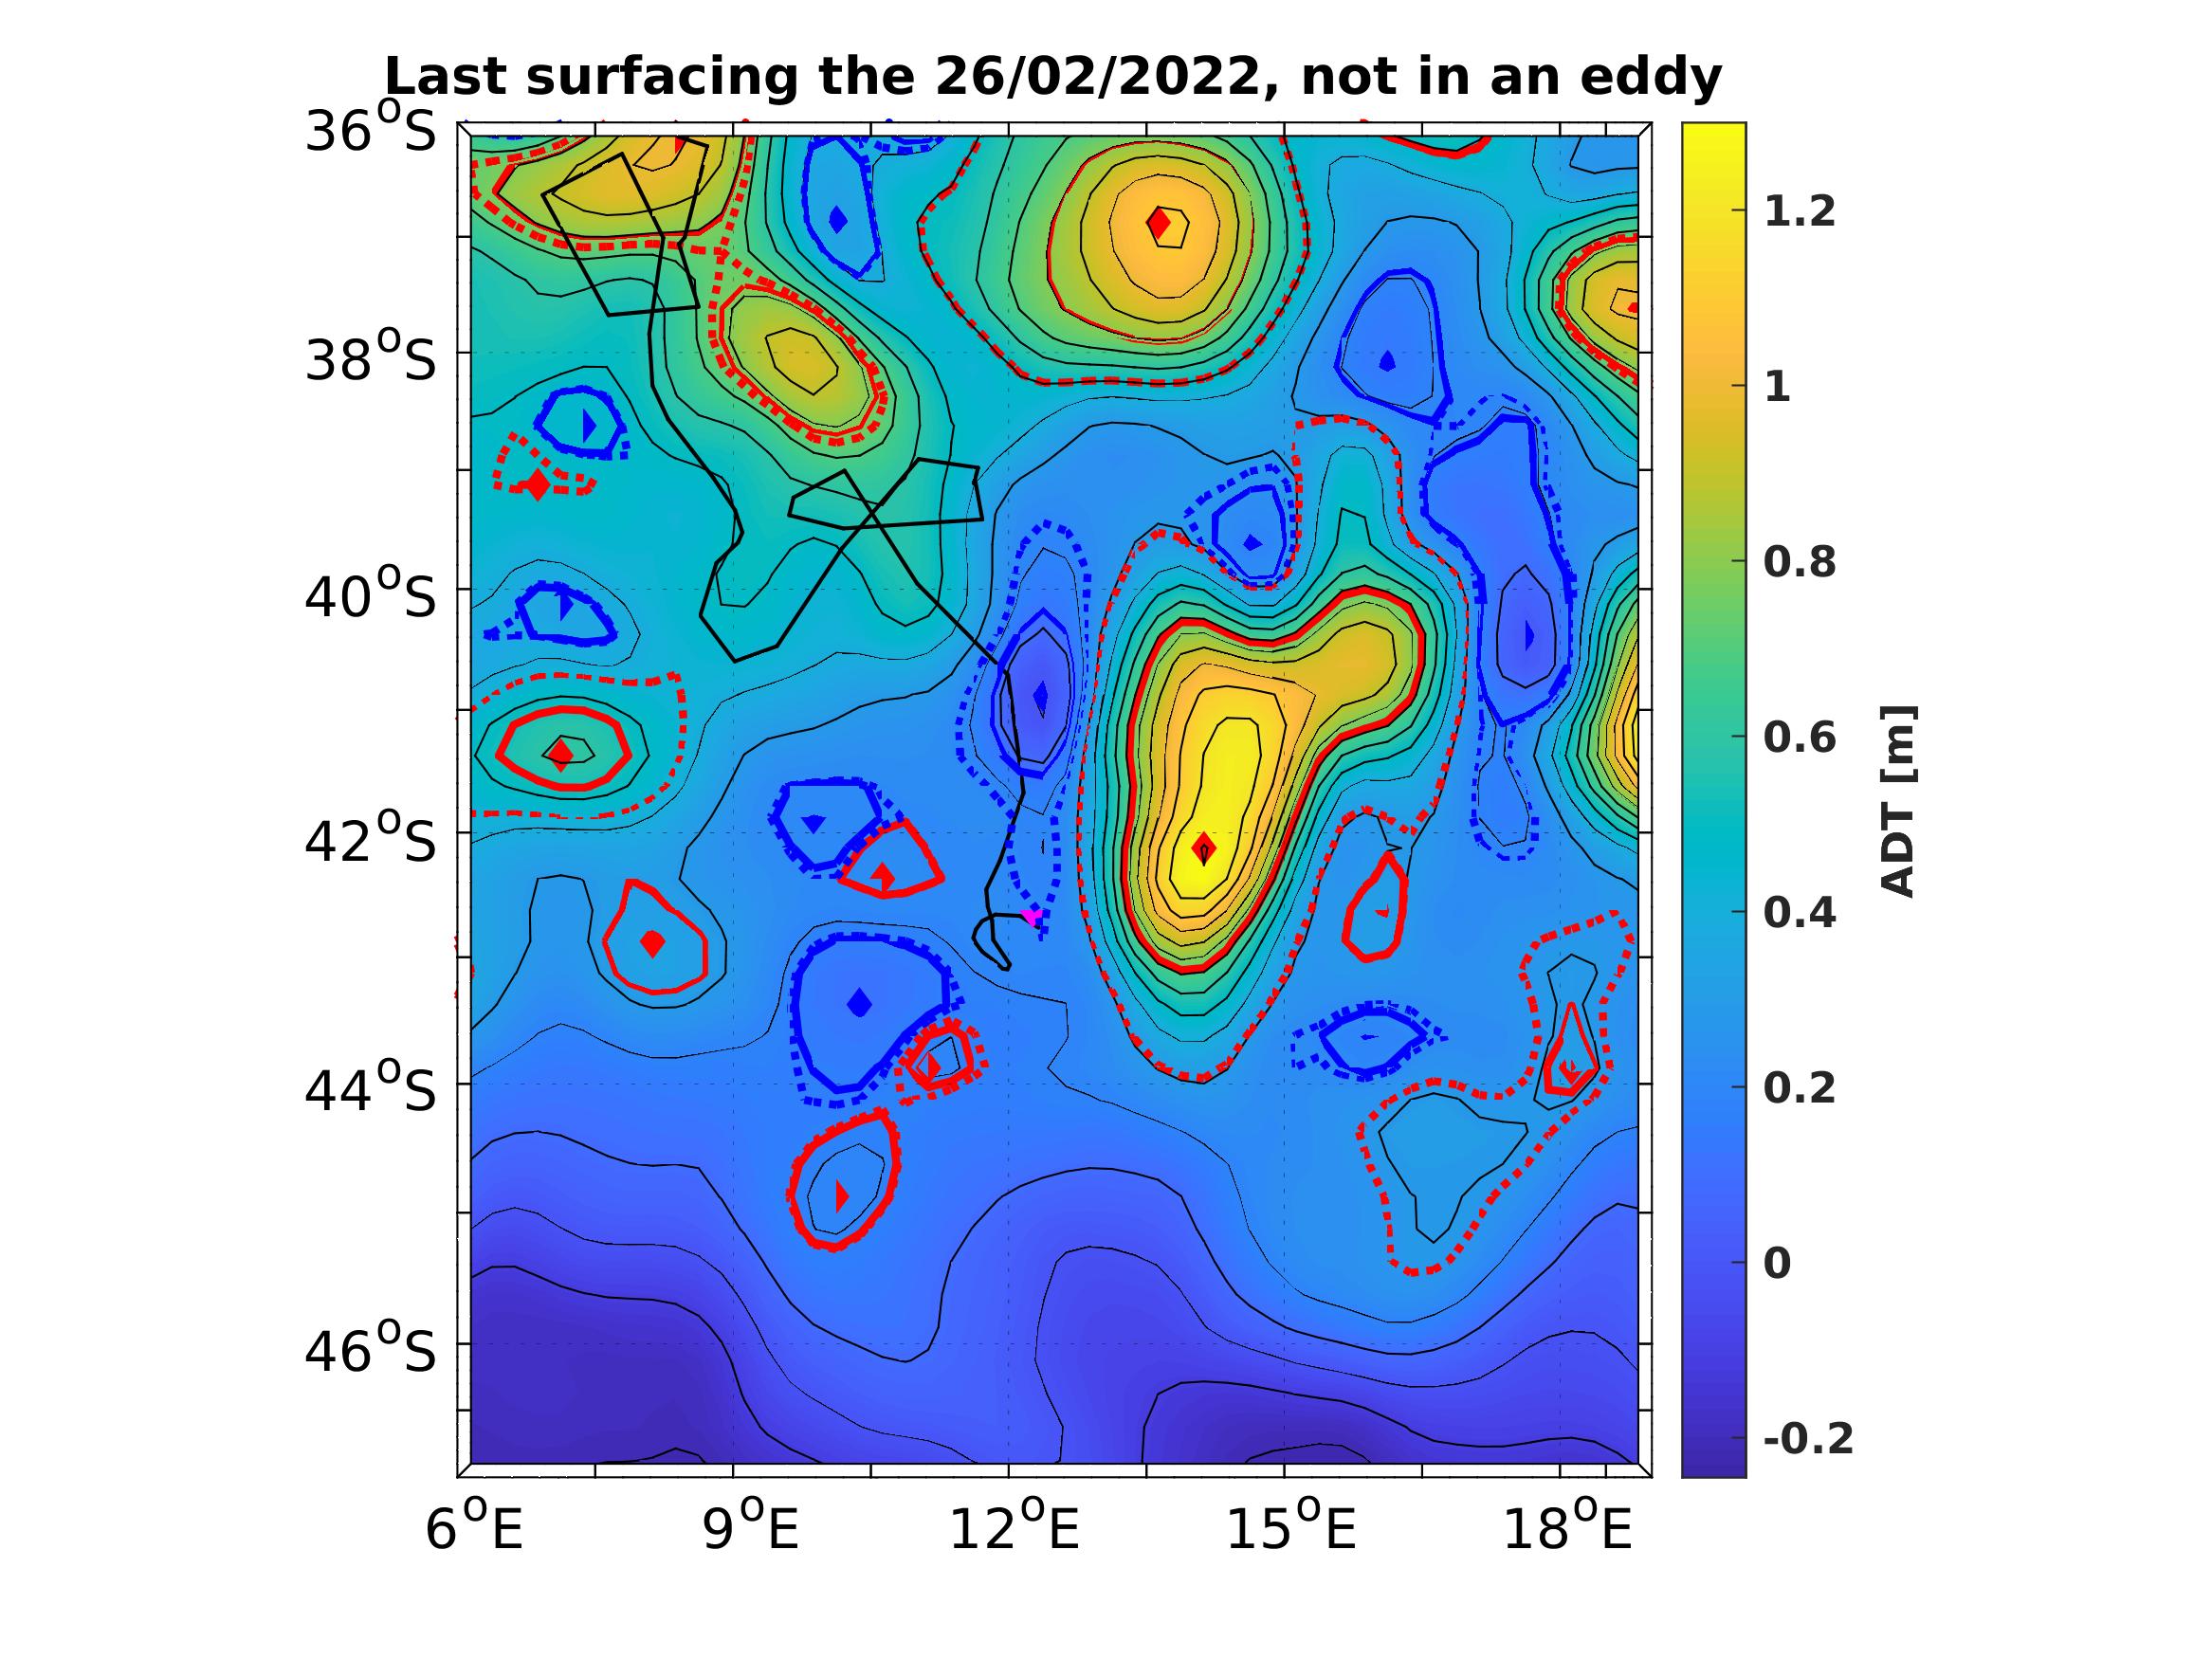 Last surfacing the 26/02/2022, not in an eddy
36°S
38°S
40°S
42°S
44°S
46°S
6°E
9°E
12°E
15°E
18°E
1.2
1
0.8
0.6
0.4
0.2
0
-0.2
ADT [m]